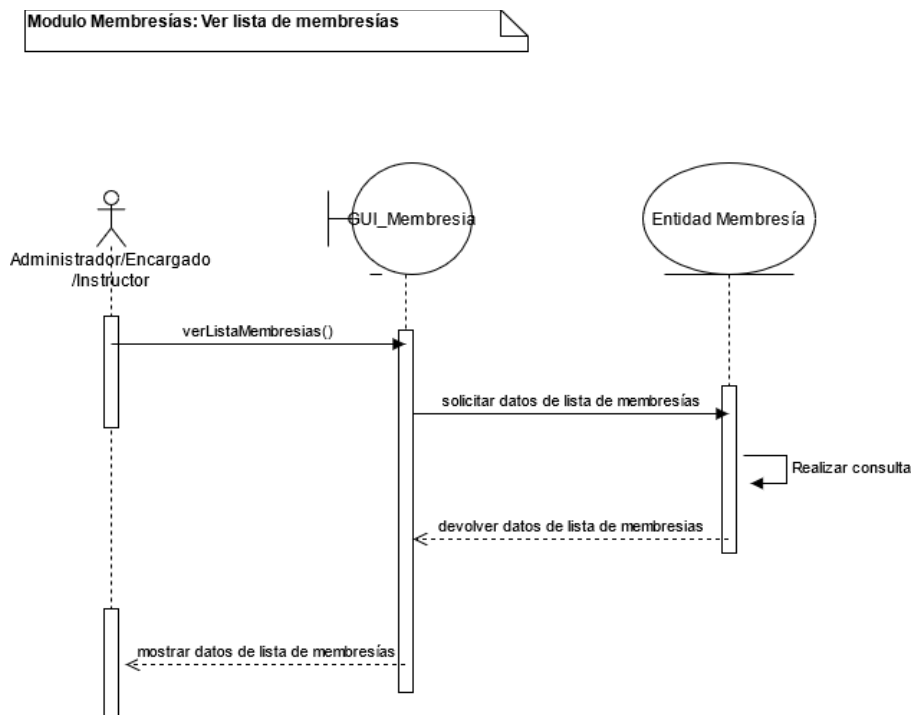 Modulo Membresías: Ver lista de membresías
Administrador/Encargado
/Instructor
GUI_Membresia
Entidad Membresía
verListaMembresias()
solicitar datos de lista de membresías
Realizar consulta
devolver datos de lista de membresias
mostrar datos de lista de membresías